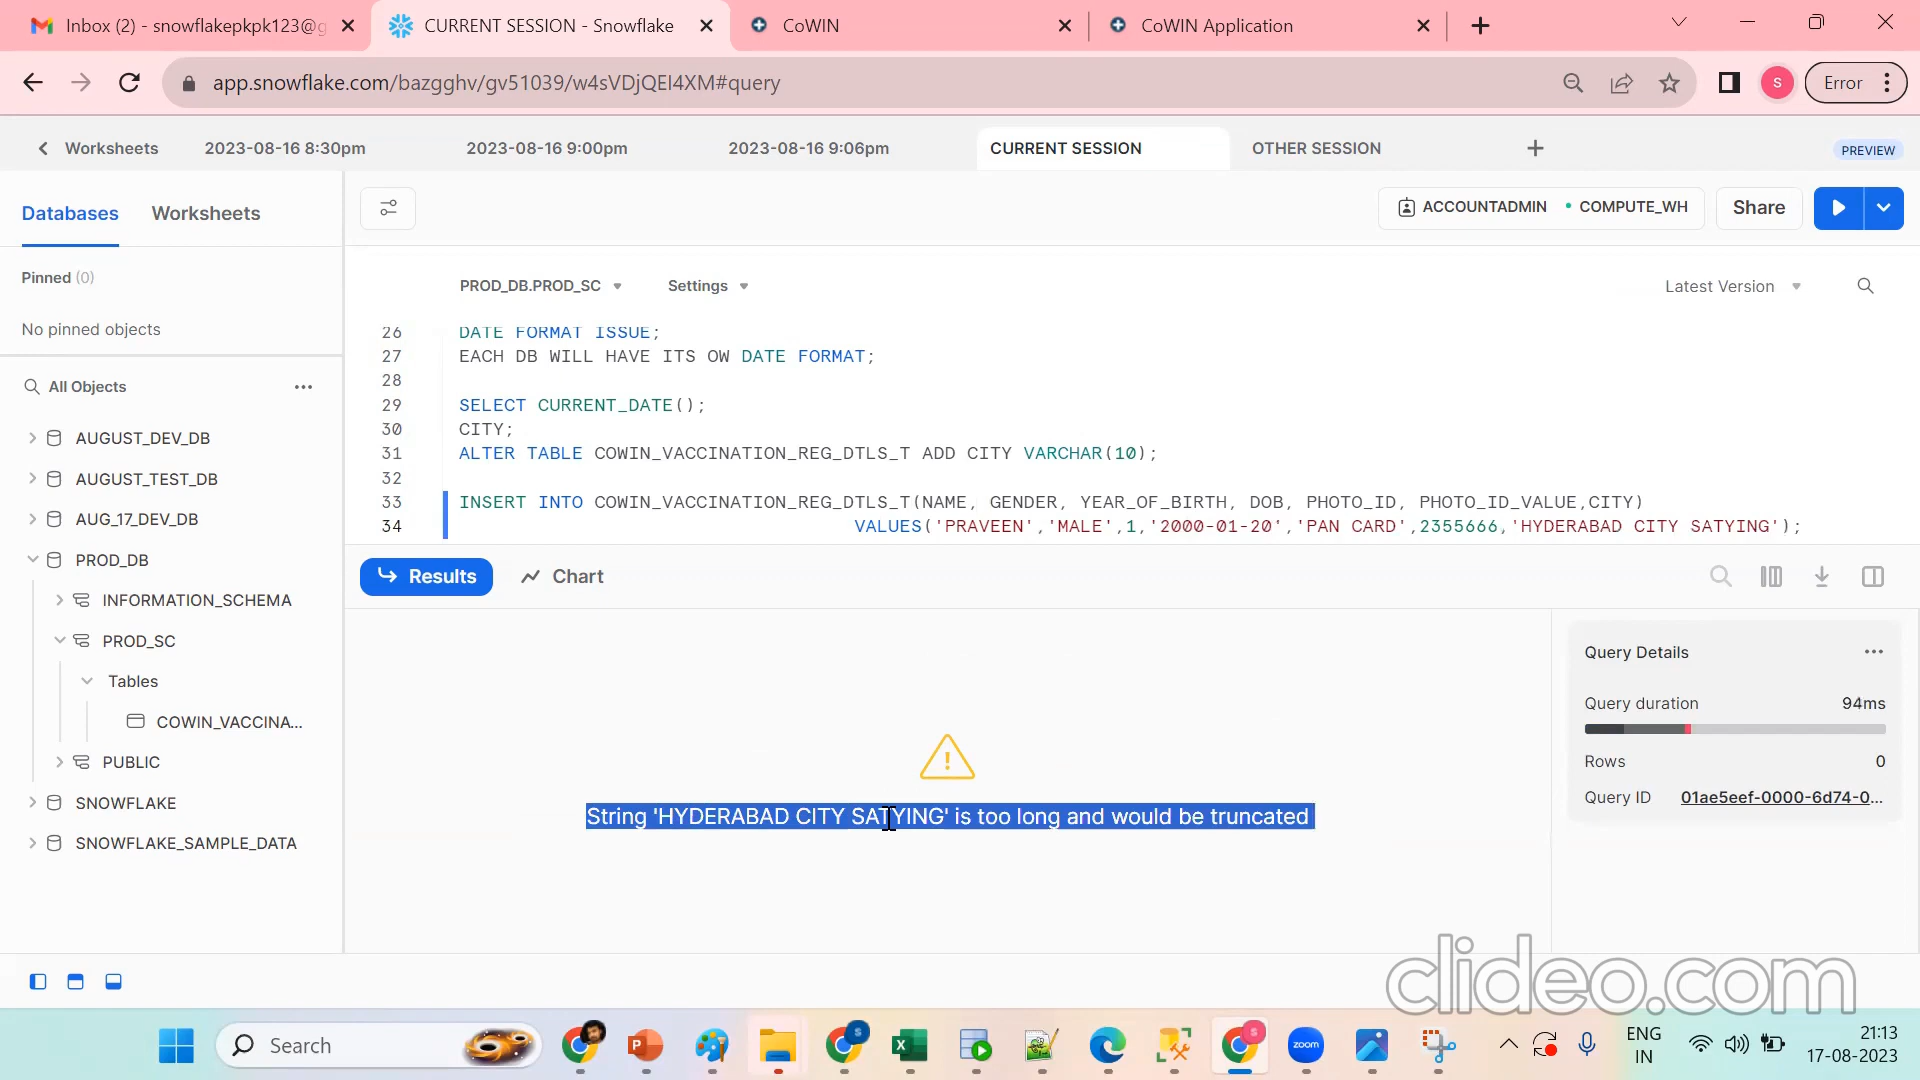 Inbox (2) - snowflakepkpk123@g
CURRENT SESSION - Snowflake
CoWIN
CoWIN Application
app.snowflake.com/bazgghv/gv51039/w4sVDjQEI4XM#query
S
Error
Worksheets
2023-08-16 8:30pm
2023-08-16 9:00pm
2023-08-16 9:06pm
CURRENT SESSION
OTHER SESSION
PREVIEW
Databases
Worksheets
ACCOUNTADMIN
COMPUTE_WH
Share
Pinned (0)
No pinned objects
PROD_DB.PROD_SC
Settings
Latest Version
All Objects
AUGUST_DEV_DB
AUGUST_TEST_DB
AUG_17_DEV_DB
PROD_DB
INFORMATION_SCHEMA
PROD_SC
Tables
COWIN_VACCINA...
PUBLIC
SNOWFLAKE
SNOWFLAKE_SAMPLE_DATA
26 DATE FORMAT ISSUE;
27 EACH DB WILL HAVE ITS OW DATE FORMAT;
28
29 SELECT CURRENT_DATE();
30 CITY;
31 ALTER TABLE COWIN_VACCINATION_REG_DTLS_T ADD CITY VARCHAR(10);
32
33 INSERT INTO COWIN_VACCINATION_REG_DTLS_T(NAME, GENDER, YEAR_OF_BIRTH, DOB, PHOTO_ID, PHOTO_ID_VALUE,CITY)
34 VALUES('PRAVEEN','MALE',1,'2000-01-20','PAN CARD',2355666,'HYDERABAD CITY SATYING');
Results
Chart
String 'HYDERABAD CITY SATYING' is too long and would be truncated
Query Details
Query duration 94ms
Rows 0
Query ID 01ae5eef-0000-6d74-0...
clideo.com
Search
S
S
P
X
zoom
ENG
IN
21:13
17-08-2023